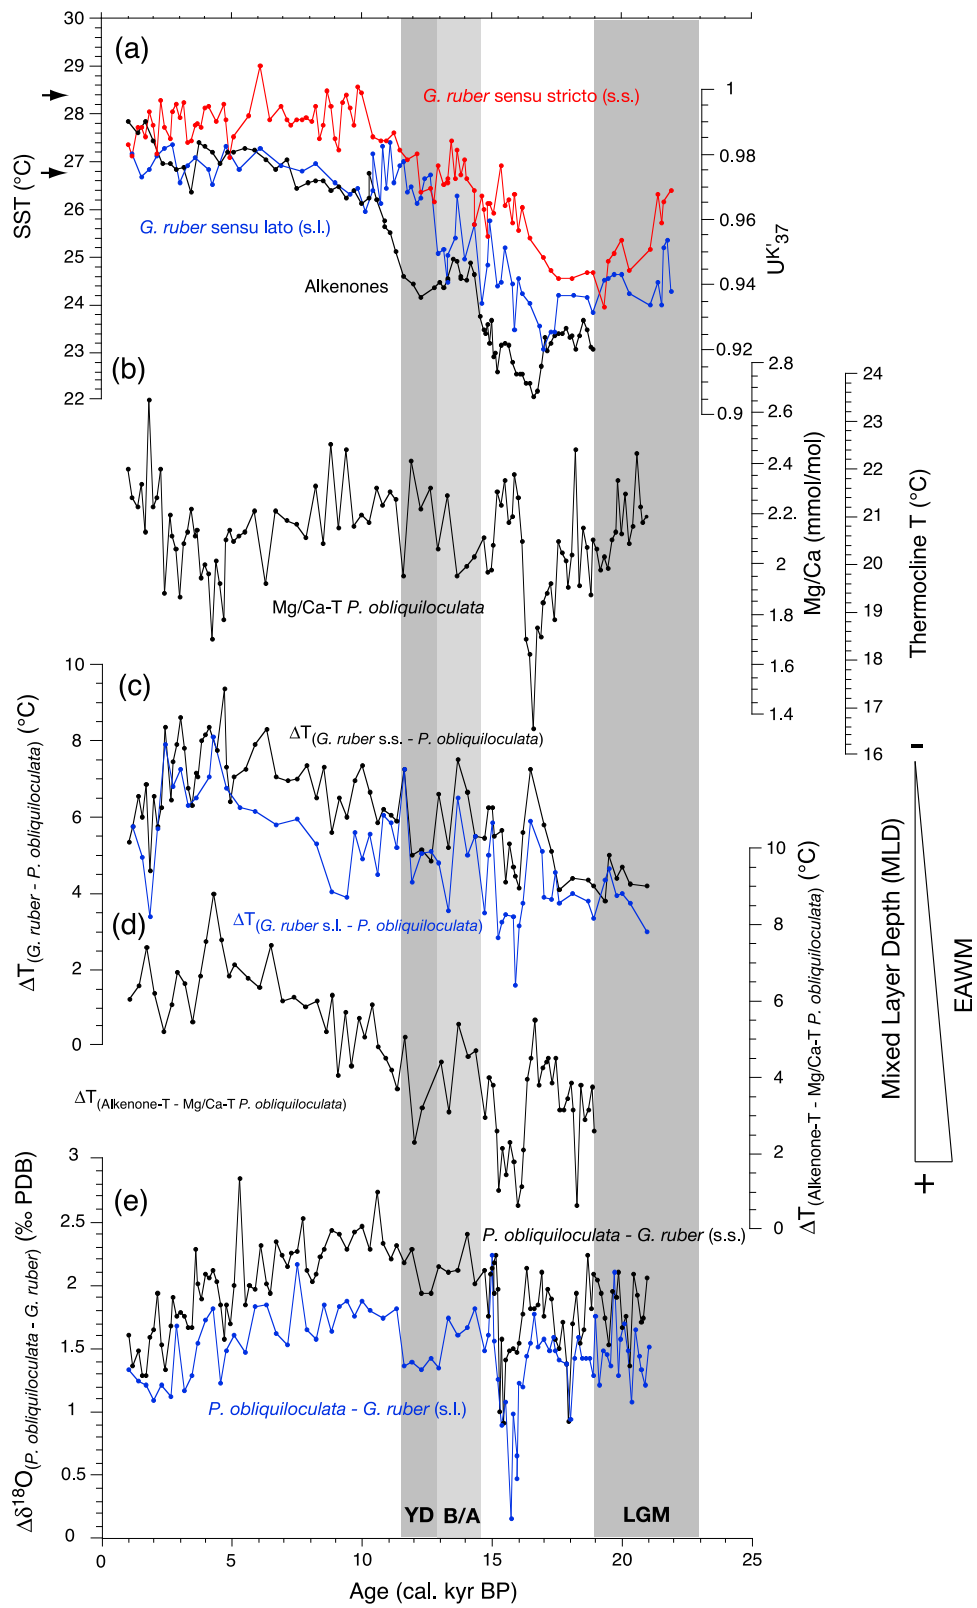 (a)
30
29
28
27
26
25
24
23
22
SST (°C)
G. ruber sensu stricto (s.s.)
G. ruber sensu lato (s.l.)
Alkenones
1
0.98
0.96
0.94
0.92
0.9
UK'37
(b)
Mg/Ca-T P. obliquiloculata
2.8
2.6
2.4
2.2
2
1.8
1.6
1.4
Mg/Ca (mmol/mol)
24
23
22
21
20
19
18
17
16
Thermocline T (°C)
(c)
10
8
6
4
2
0
ΔT(G. ruber - P. obliquiloculata) (°C)
ΔT(G. ruber s.s. - P. obliquiloculata)
ΔT(G. ruber s.l. - P. obliquiloculata)
(d)
ΔT(Alkenone-T - Mg/Ca-T P. obliquiloculata)
10
8
6
4
2
0
ΔT(Alkenone-T - Mg/Ca-T P. obliquiloculata) (°C)
-
Mixed Layer Depth (MLD)
EAWM
+
(e)
3
2.5
2
1.5
1
0.5
0
Δδ18O(P. obliquiloculata - G. ruber) (‰ PDB)
P. obliquiloculata - G. ruber (s.s.)
P. obliquiloculata - G. ruber (s.l.)
YD
B/A
LGM
0
5
10
15
20
25
Age (cal. kyr BP)